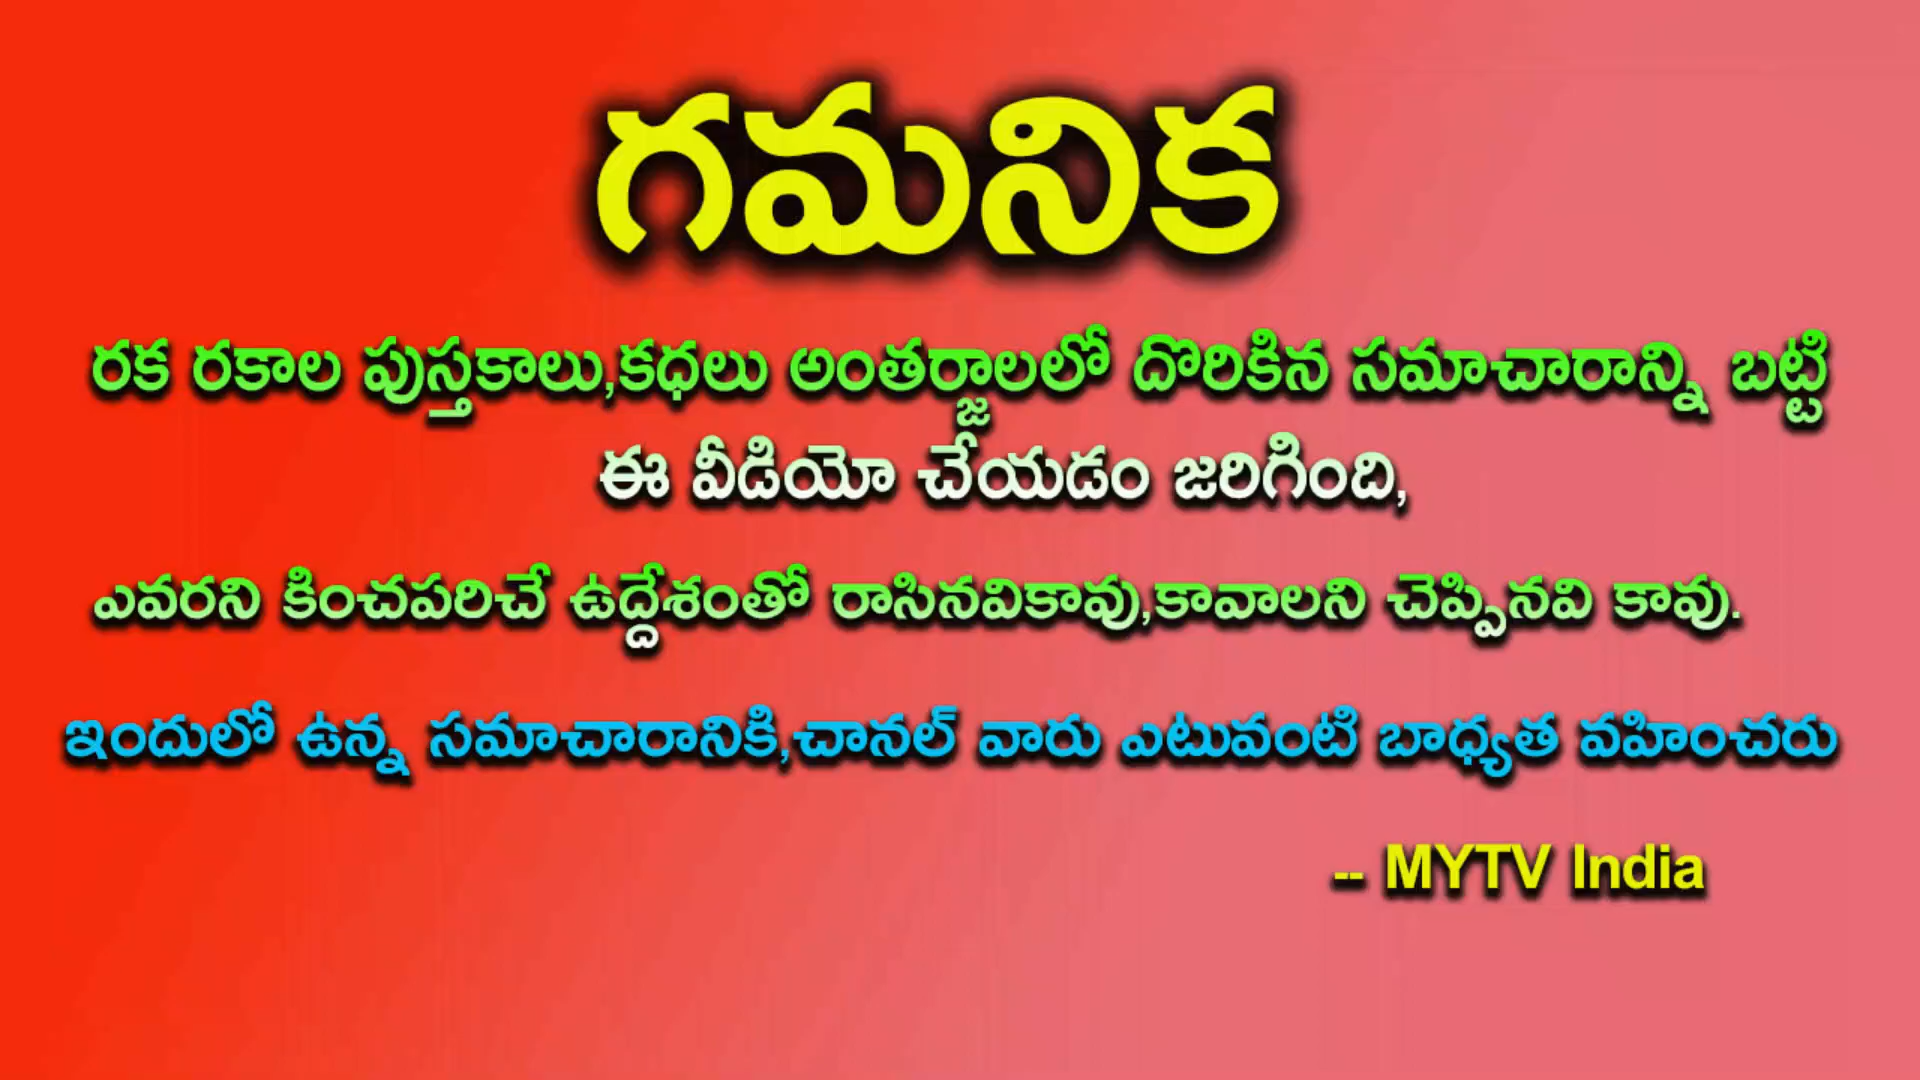 గమనిక
రక రకాల పుస్తకాలు,కధలు అంతర్జాలలో దొరికిన సమాచారాన్ని బట్టి
ఈ వీడియో చేయడం జరిగింది,
ఎవరని కించపరిచే ఉద్దేశంతో రాసినవికావు,కావాలని చెప్పినవి కావు.
ఇందులో ఉన్న సమాచారానికి,చానల్ వారు ఎటువంటి బాధ్యత వహించరు
-- MYTV India